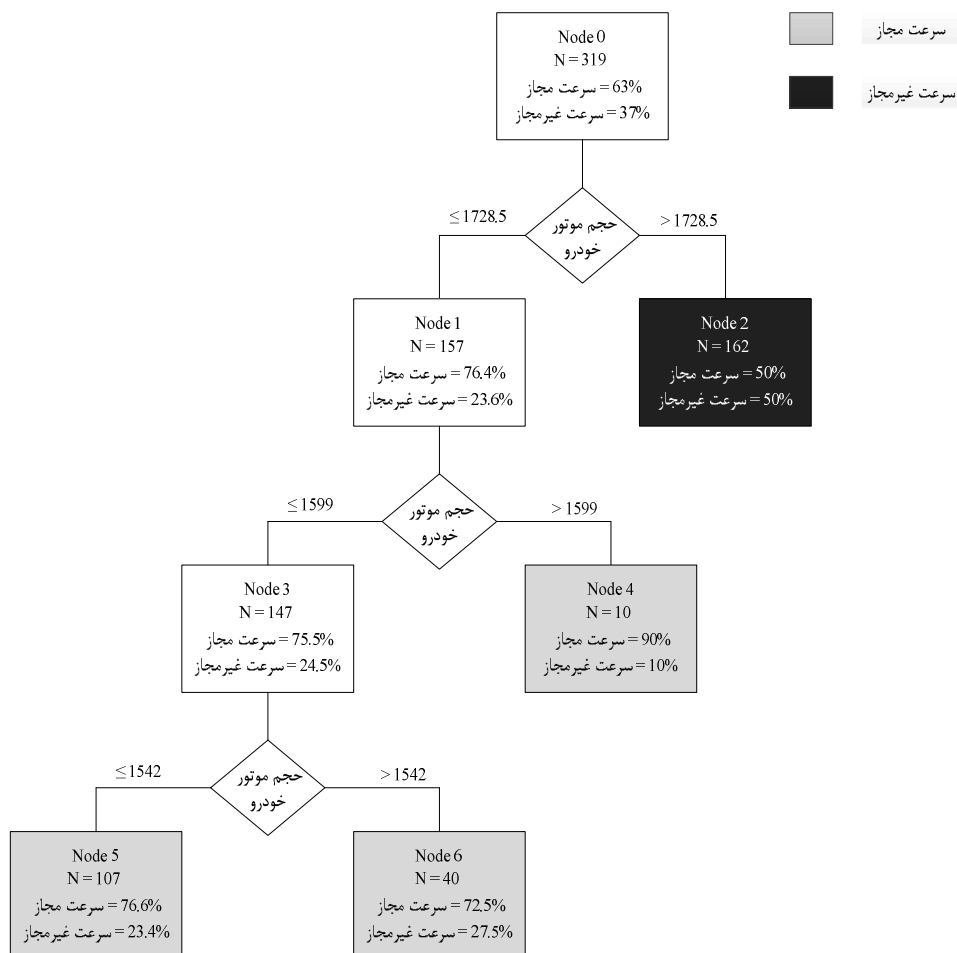 Node 0
N = 319
سرعت مجاز = 63%
سرعت غیرمجاز = 37%
سرعت مجاز
سرعت غیرمجاز
≤ 1728.5
حجم موتور
خودرو
> 1728.5
Node 1
N = 157
سرعت مجاز = 76.4%
سرعت غیرمجاز = 23.6%
Node 2
N = 162
سرعت مجاز = 50%
سرعت غیرمجاز = 50%
≤ 1599
حجم موتور
خودرو
> 1599
Node 3
N = 147
سرعت مجاز = 75.5%
سرعت غیرمجاز = 24.5%
Node 4
N = 10
سرعت مجاز = 90%
سرعت غیرمجاز = 10%
≤ 1542
حجم موتور
خودرو
> 1542
Node 5
N = 107
سرعت مجاز = 76.6%
سرعت غیرمجاز = 23.4%
Node 6
N = 40
سرعت مجاز = 72.5%
سرعت غیرمجاز = 27.5%